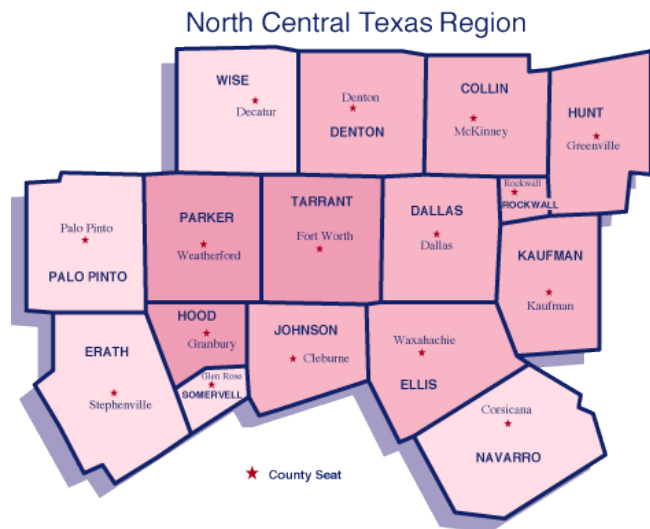 North Central Texas Region
WISE
Decatur
Denton
DENTON
COLLIN
McKinney
HUNT
Greenville
Palo Pinto
PALO PINTO
PARKER
Weatherford
TARRANT
Fort Worth
DALLAS
Dallas
Rockwall
ROCKWALL
KAUFMAN
Kaufman
ERATH
Stephenville
HOOD
Granbury
Glen Rose
SOMERVELL
JOHNSON
Cleburne
Waxahachie
ELLIS
Corsicana
NAVARRO
County Seat